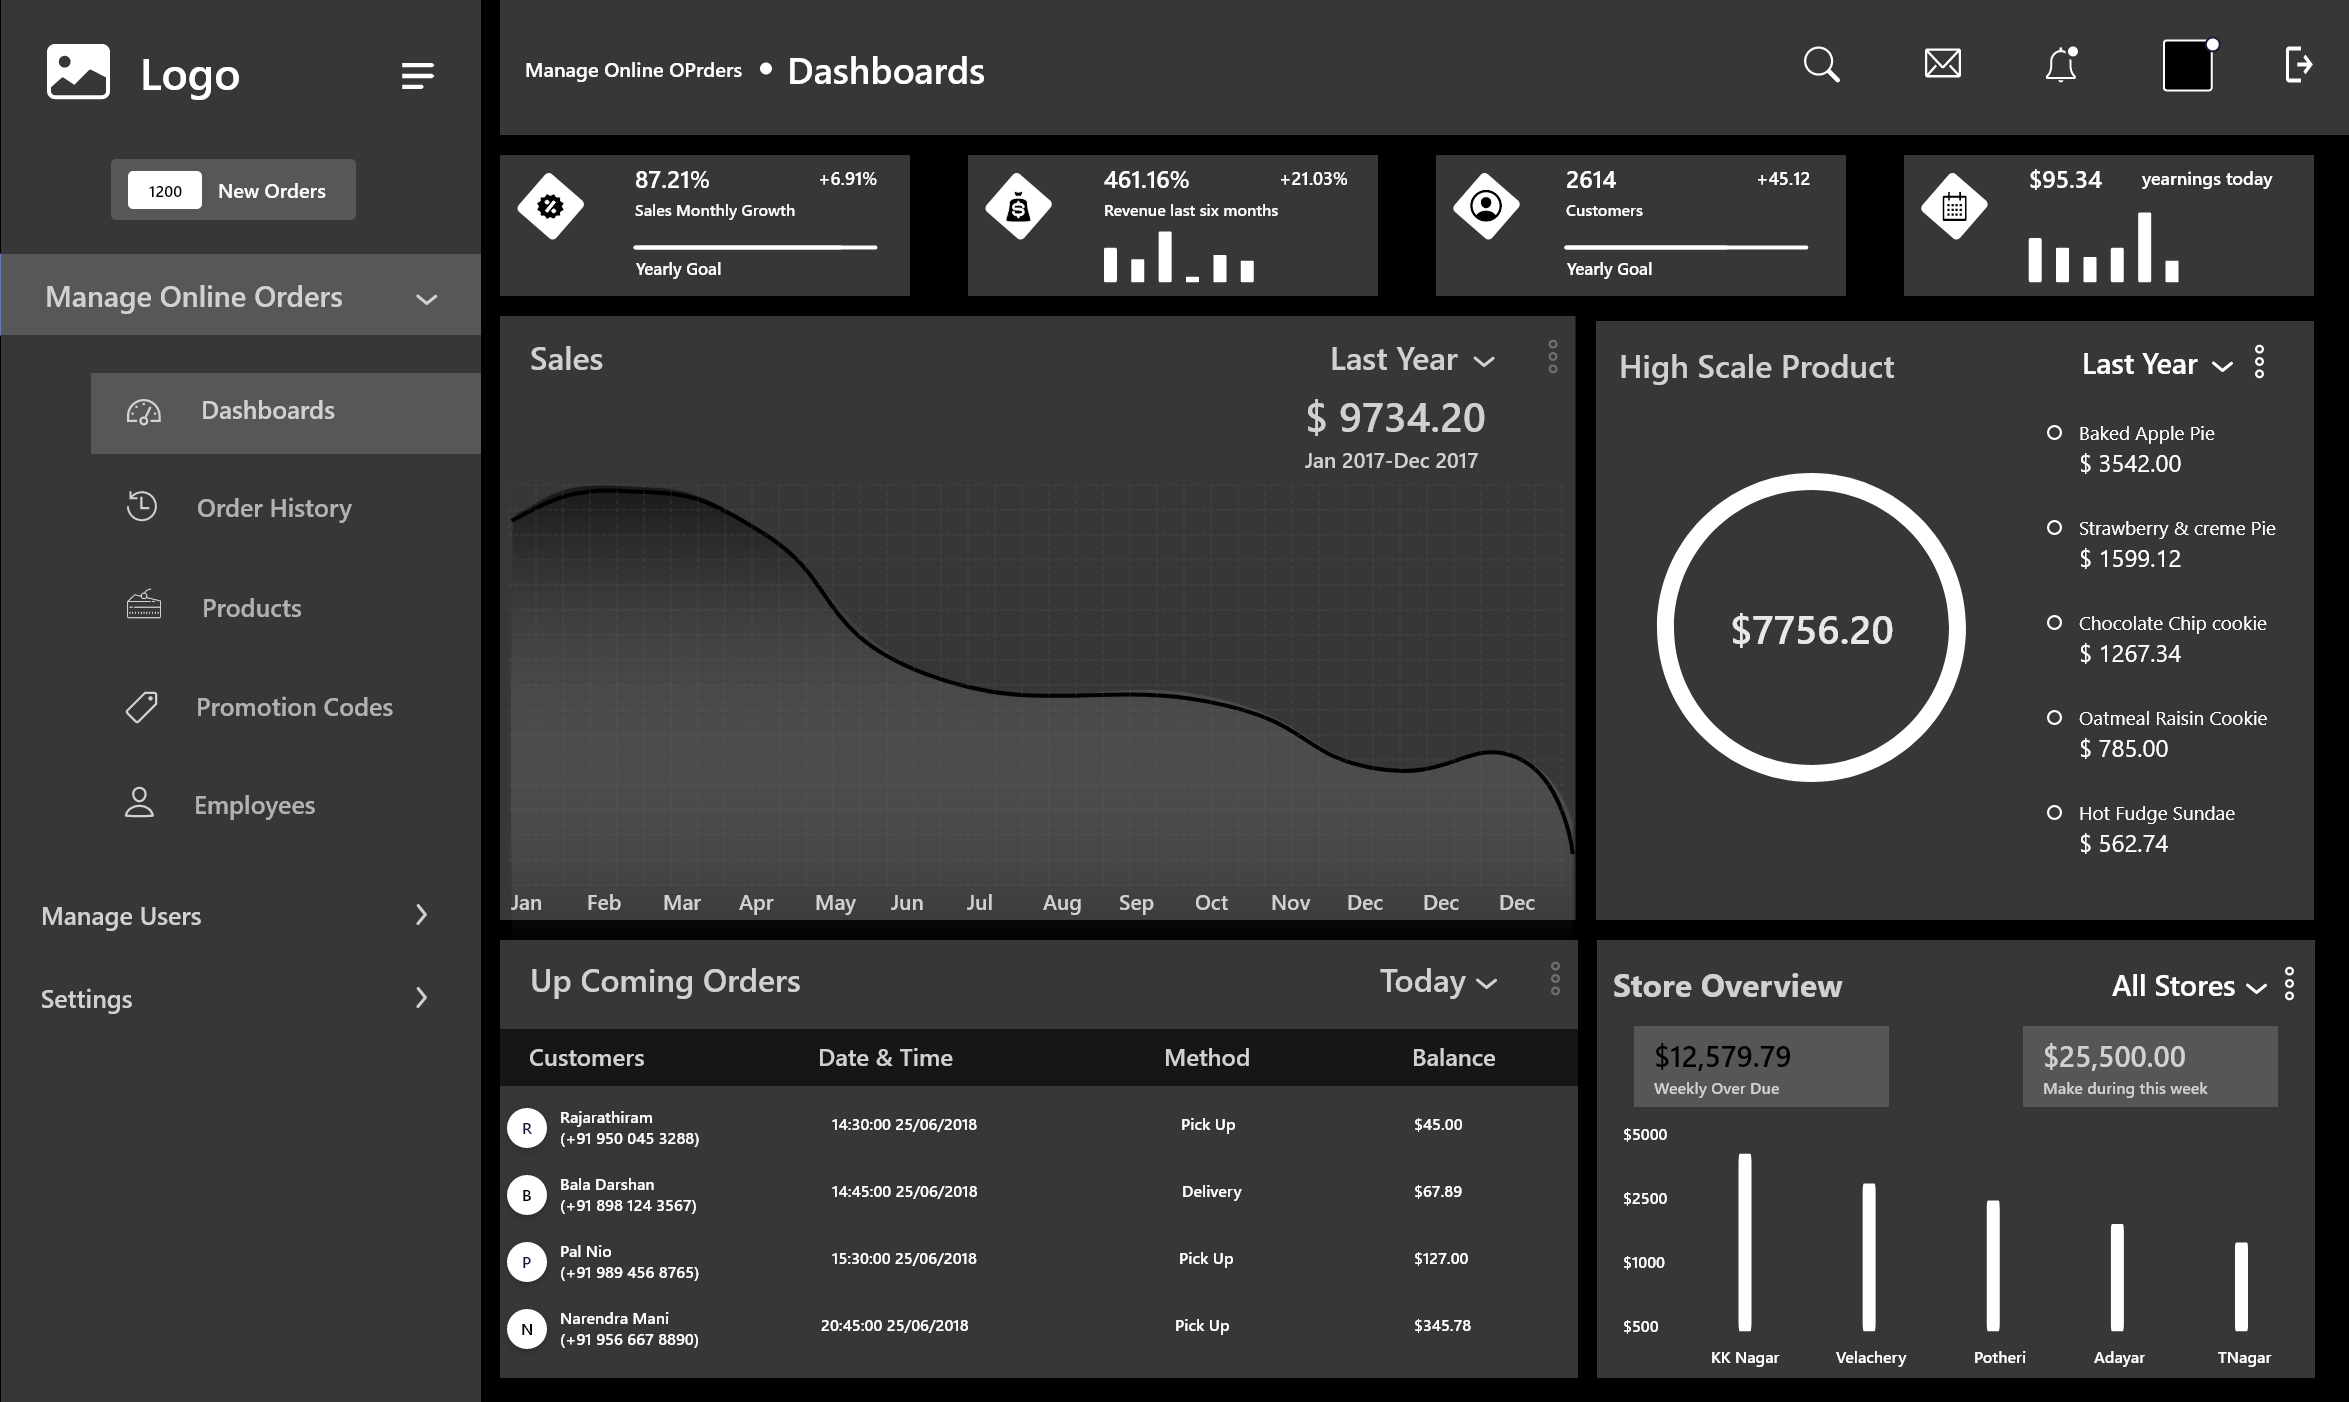 Logo
1200 New Orders
Manage Online Orders
Dashboards
Order History
Products
Promotion Codes
Employees
Manage Users
Settings
Manage Online OPrders • Dashboards
87.21% +6.91%
Sales Monthly Growth
Yearly Goal
461.16% +21.03%
Revenue last six months
2614 +45.12
Customers
Yearly Goal
$95.34 yearnings today
Sales Last Year
$ 9734.20
Jan 2017-Dec 2017
Jan Feb Mar Apr May Jun Jul Aug Sep Oct Nov Dec Dec Dec
High Scale Product Last Year
$7756.20
Baked Apple Pie
$ 3542.00
Strawberry & creme Pie
$ 1599.12
Chocolate Chip cookie
$ 1267.34
Oatmeal Raisin Cookie
$ 785.00
Hot Fudge Sundae
$ 562.74
Up Coming Orders Today
Customers Date & Time Method Balance
R Rajarathiram 14:30:00 25/06/2018 Pick Up $45.00
(+91 950 045 3288)
B Bala Darshan 14:45:00 25/06/2018 Delivery $67.89
(+91 898 124 3567)
P Pal Nio 15:30:00 25/06/2018 Pick Up $127.00
(+91 989 456 8765)
N Narendra Mani 20:45:00 25/06/2018 Pick Up $345.78
(+91 956 667 8890)
Store Overview All Stores
$12,579.79
Weekly Over Due
$25,500.00
Make during this week
$5000
$2500
$1000
$500
KK Nagar Velachery Potheri Adayar TNagar